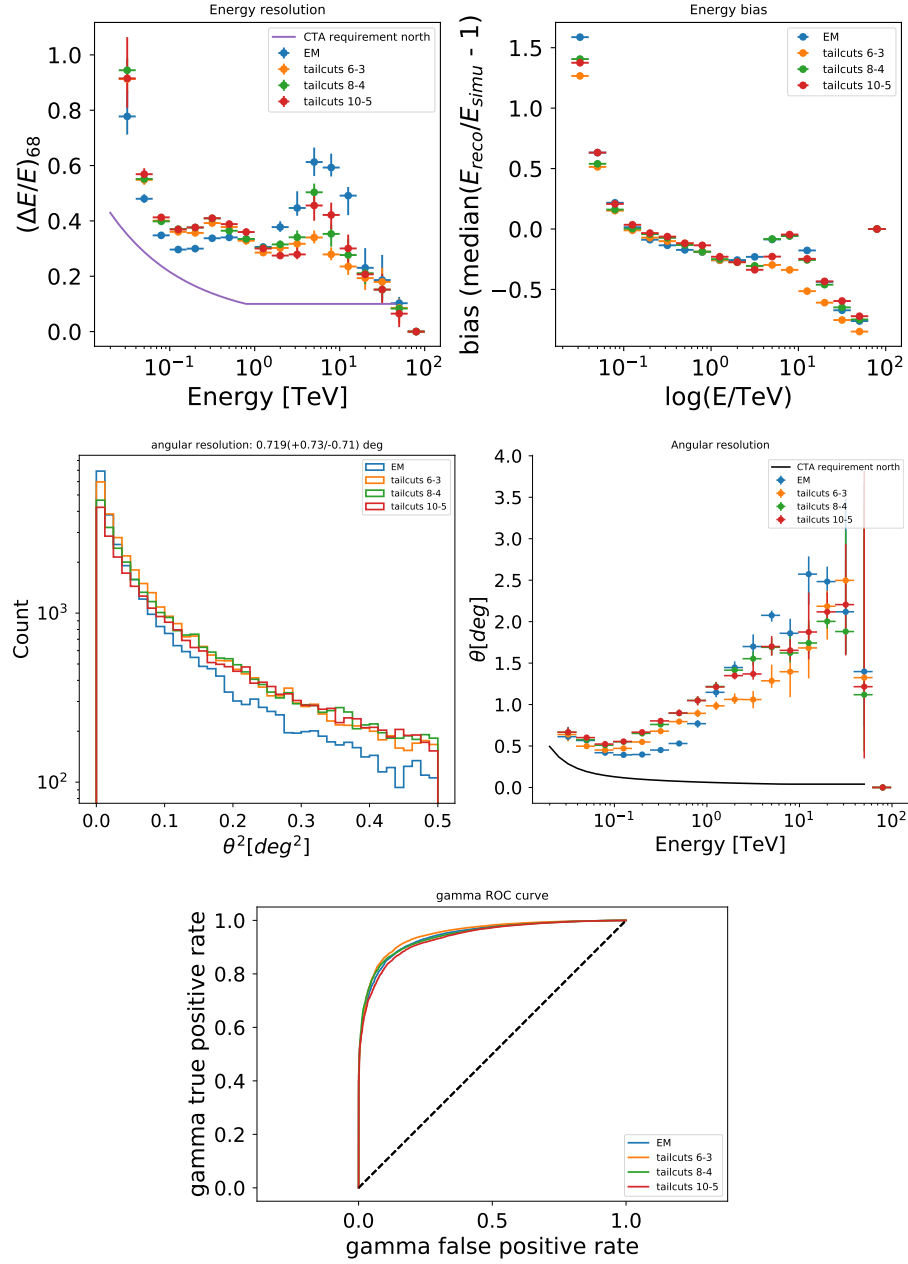 Energy resolution
CTA requirement north
EM
tailcuts 6-3
tailcuts 8-4
tailcuts 10-5
1.0
0.8
0.6
0.4
0.2
0.0
(ΔE/E)68
10⁻¹ 10⁰ 10¹ 10²
Energy [TeV]
Energy bias
EM
tailcuts 6-3
tailcuts 8-4
tailcuts 10-5
1.5
1.0
0.5
0.0
−0.5
bias (median(E_reco/E_simu - 1)
10⁻¹ 10⁰ 10¹ 10²
log(E/TeV)
angular resolution: 0.719(+0.73/-0.71) deg
EM
tailcuts 6-3
tailcuts 8-4
tailcuts 10-5
10³
10²
Count
0.0 0.1 0.2 0.3 0.4 0.5
θ²[deg²]
Angular resolution
CTA requirement north
EM
tailcuts 6-3
tailcuts 8-4
tailcuts 10-5
4.0
3.5
3.0
2.5
2.0
1.5
1.0
0.5
0.0
θ[deg]
10⁻¹ 10⁰ 10¹ 10²
Energy [TeV]
gamma ROC curve
1.0
0.8
0.6
0.4
0.2
0.0
gamma true positive rate
EM
tailcuts 6-3
tailcuts 8-4
tailcuts 10-5
0.0 0.5 1.0
gamma false positive rate